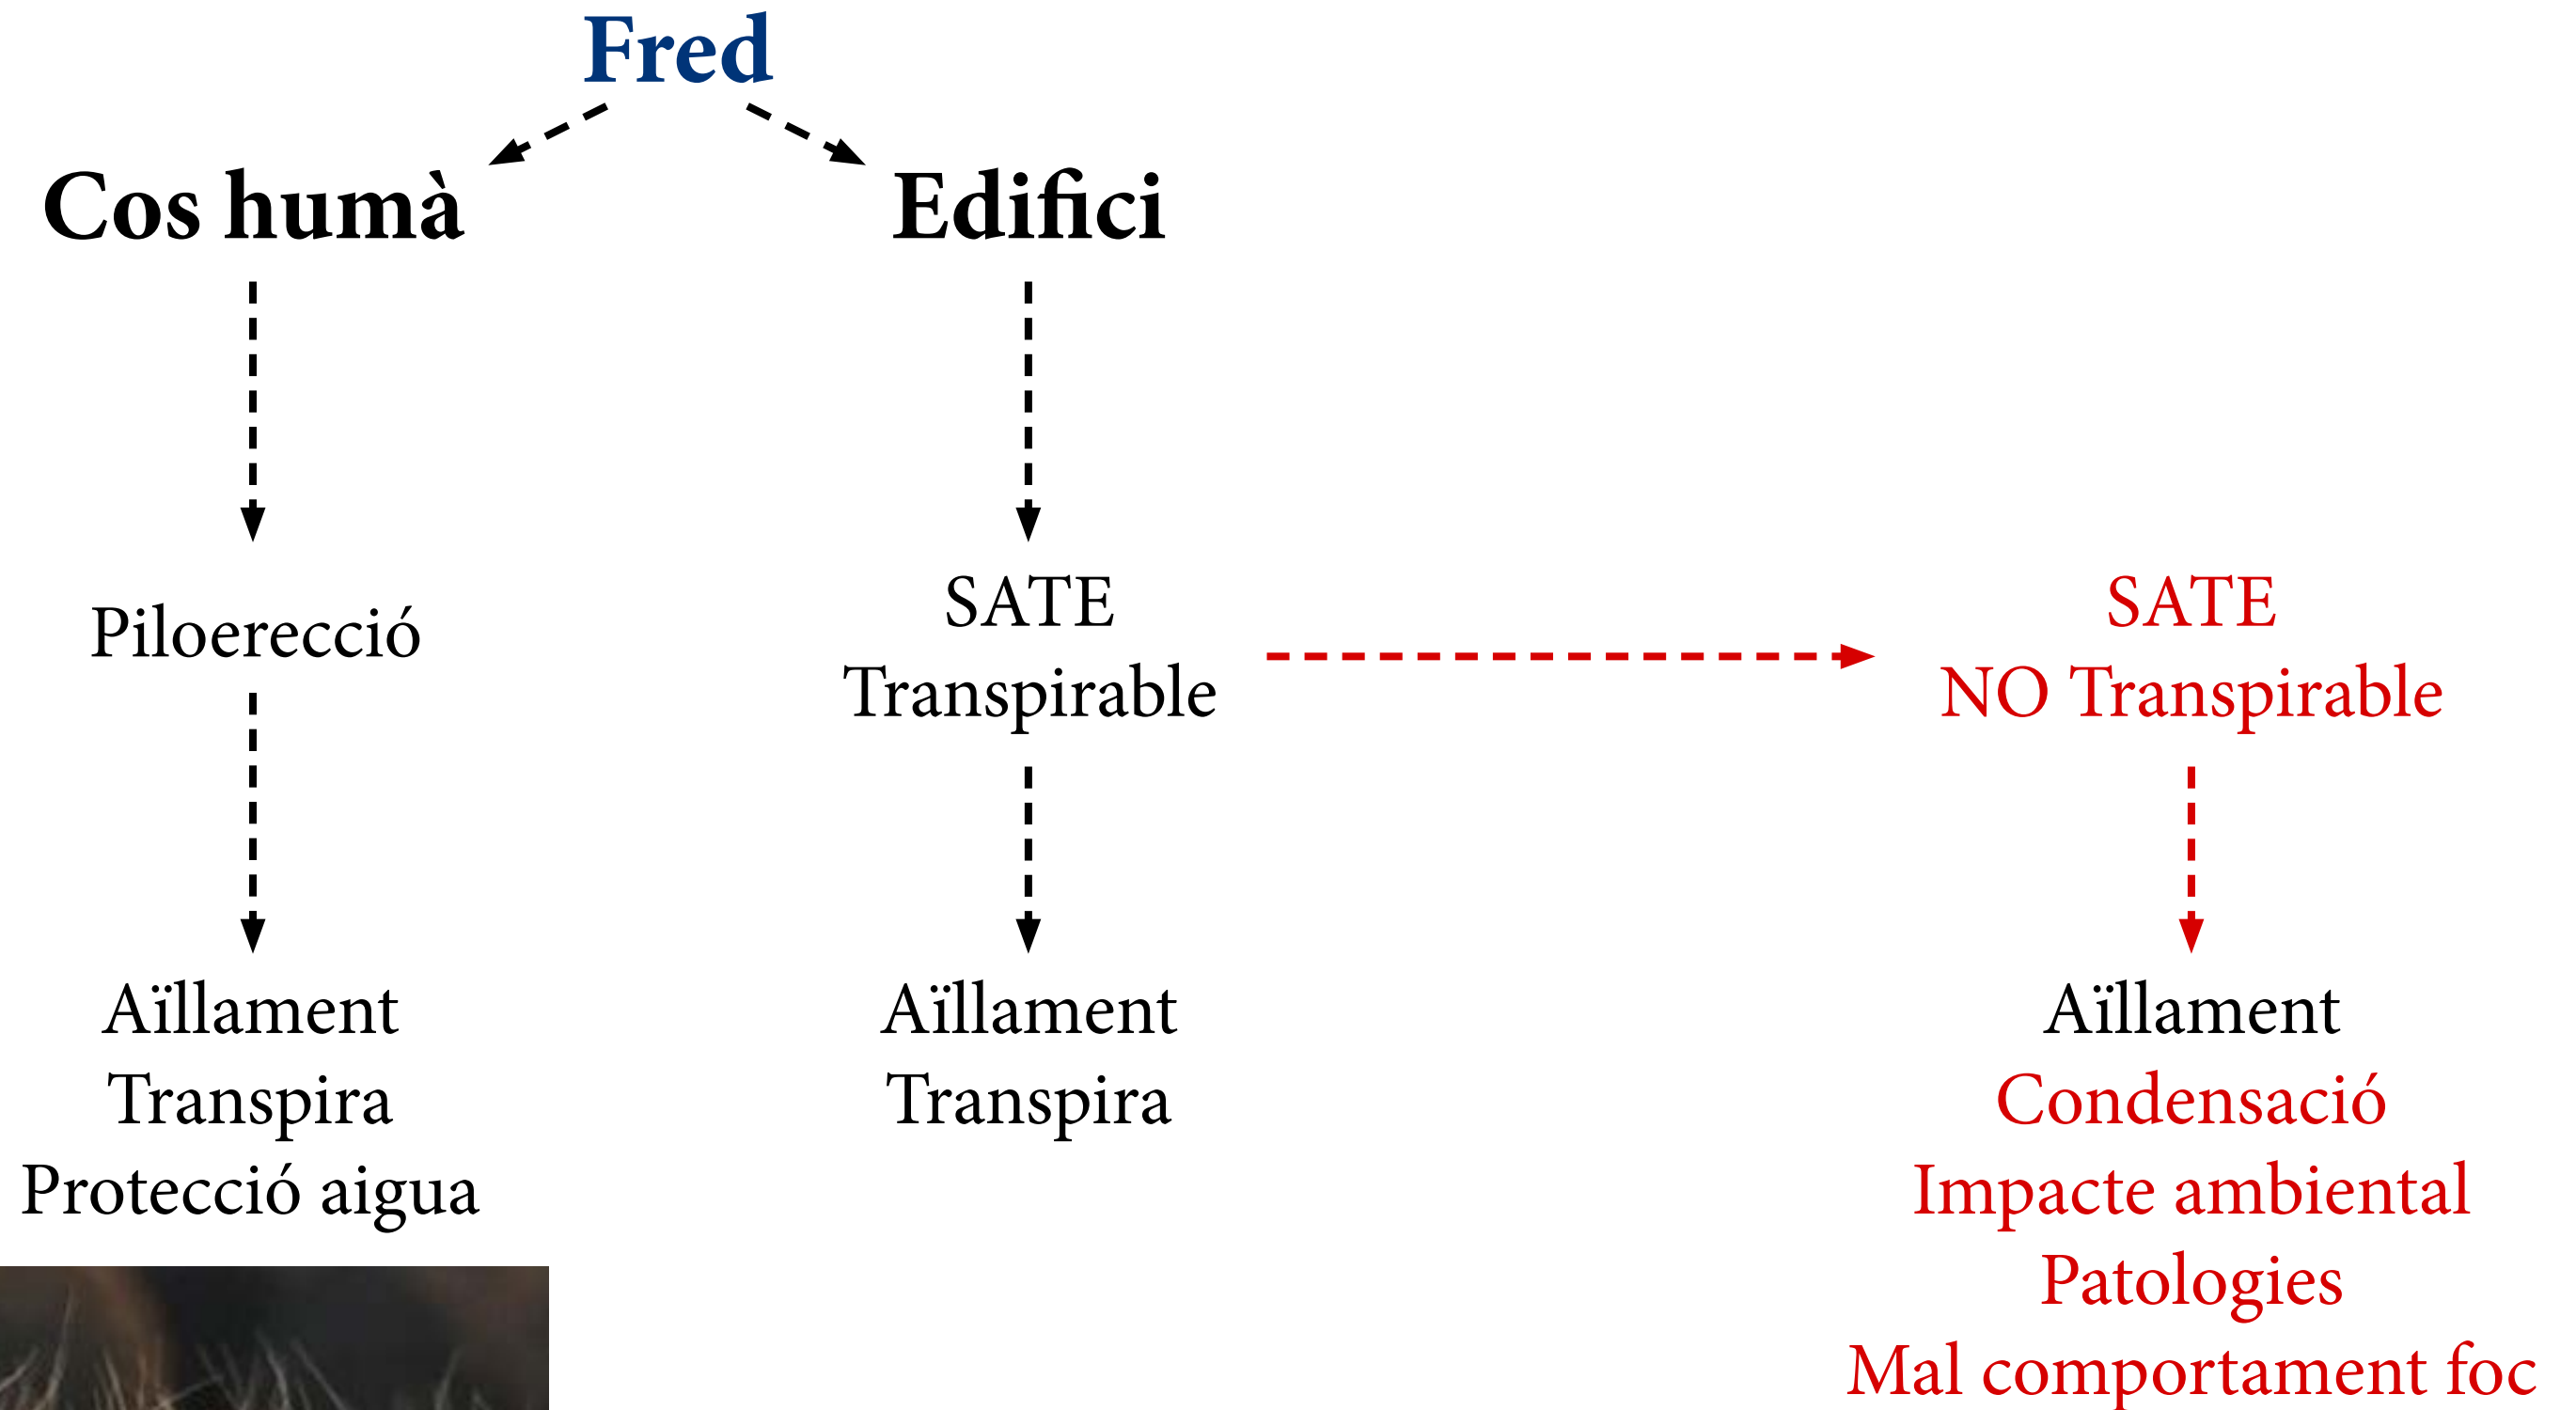 Fred
Cos humà
Edifici
Piloerecció
SATE
Transpirable
SATE
NO Transpirable
Aïllament
Transpira
Protecció aigua
Aïllament
Transpira
Aïllament
Condensació
Impacte ambiental
Patologies
Mal comportament foc